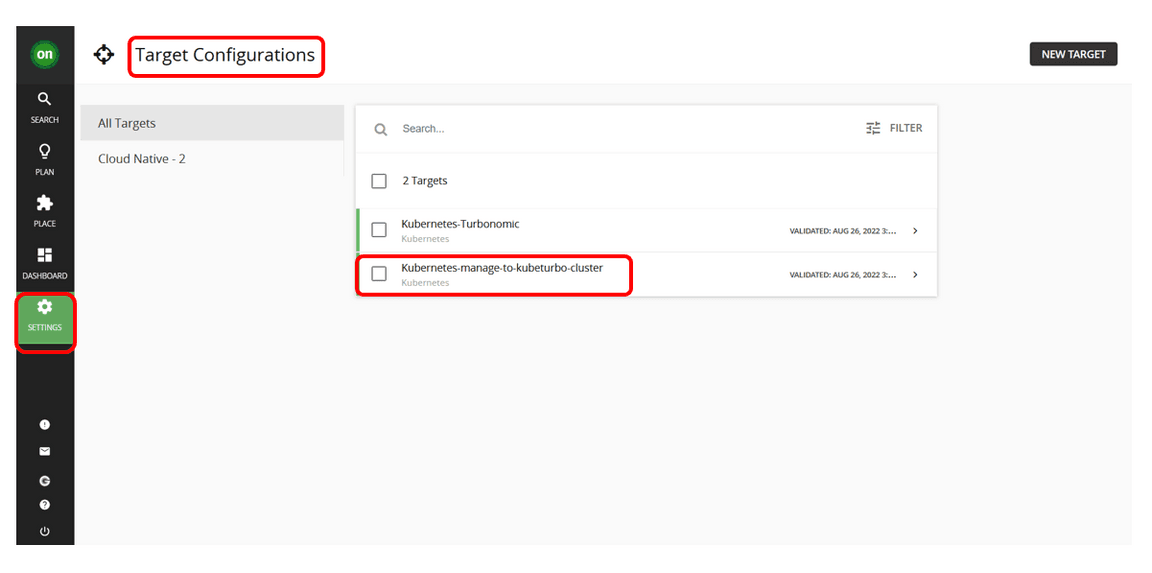 on
Target Configurations
NEW TARGET
SEARCH
PLAN
PLACE
DASHBOARD
SETTINGS
All Targets
Cloud Native - 2
Search...
FILTER
2 Targets
Kubernetes-Turbonomic
Kubernetes
VALIDATED: AUG 26, 2022 3:...
Kubernetes-manage-to-kubeturbo-cluster
Kubernetes
VALIDATED: AUG 26, 2022 3:...